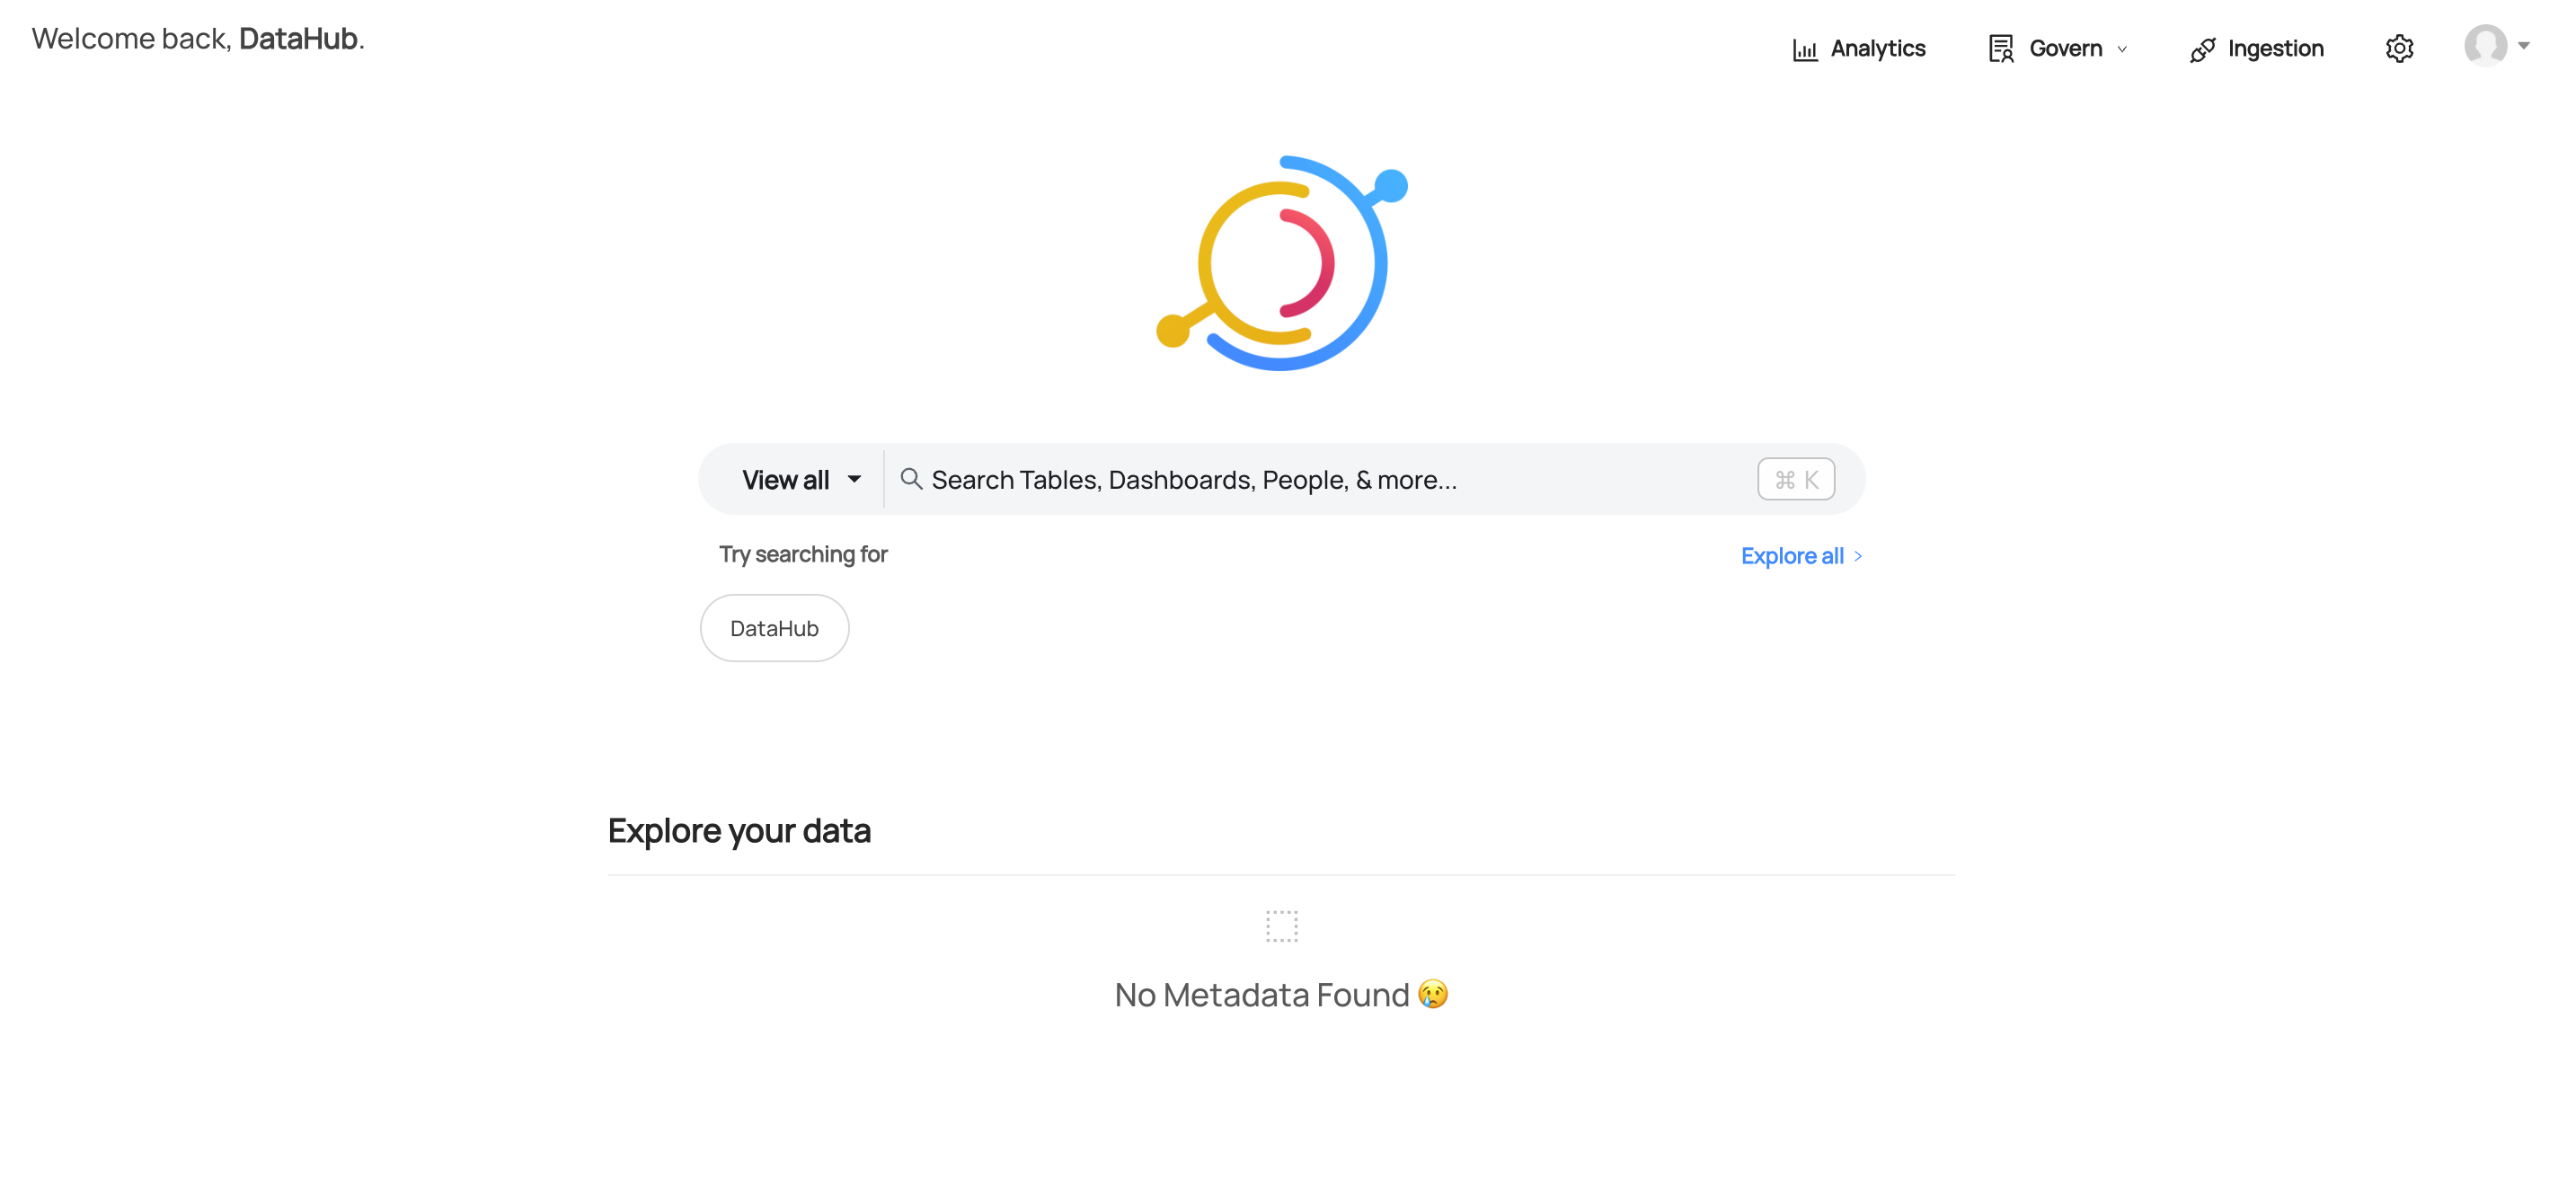 Welcome back, DataHub.
Analytics
Govern
Ingestion
View all
Search Tables, Dashboards, People, & more...
⌘ K
Try searching for
Explore all
DataHub
Explore your data
No Metadata Found 😢